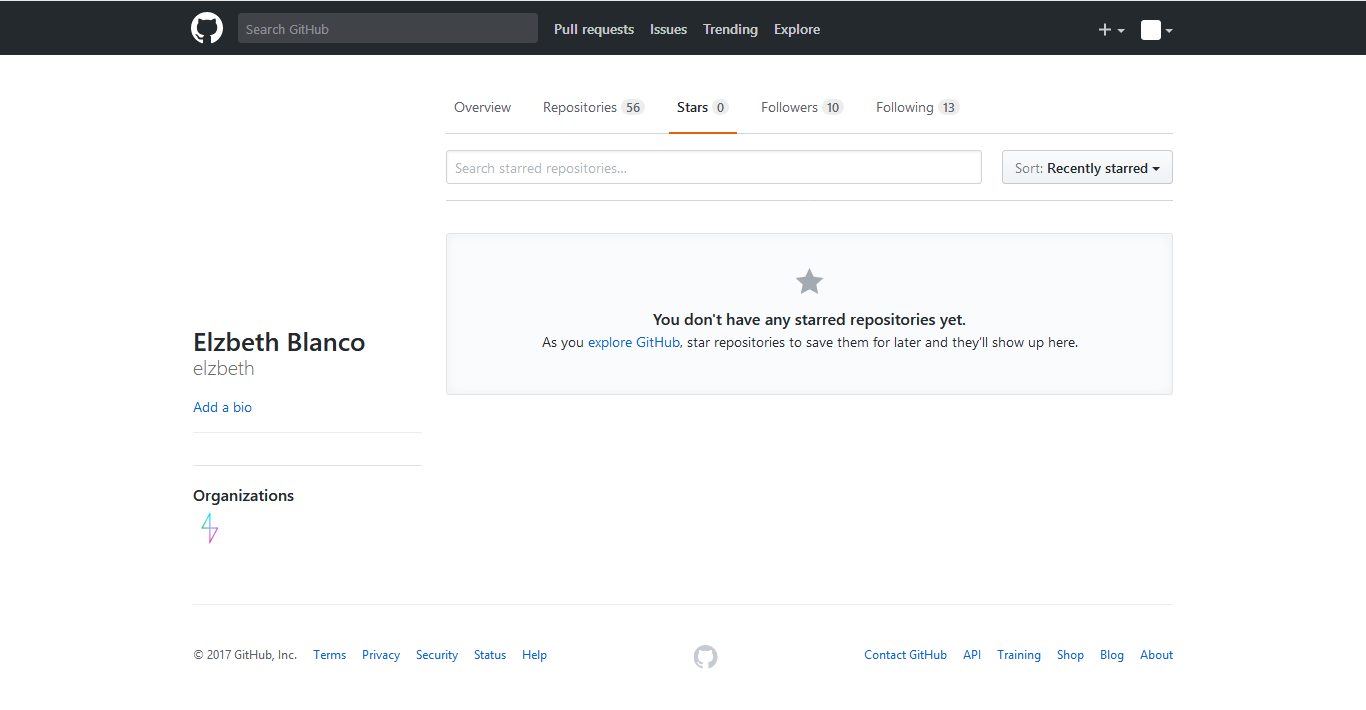 Search GitHub Pull requests Issues Trending Explore
Overview Repositories 56 Stars 0 Followers 10 Following 13
Search starred repositories... Sort: Recently starred
You don't have any starred repositories yet.
As you explore GitHub, star repositories to save them for later and they'll show up here.
Elzbeth Blanco
elzbeth
Add a bio
Organizations
© 2017 GitHub, Inc. Terms Privacy Security Status Help Contact GitHub API Training Shop Blog About